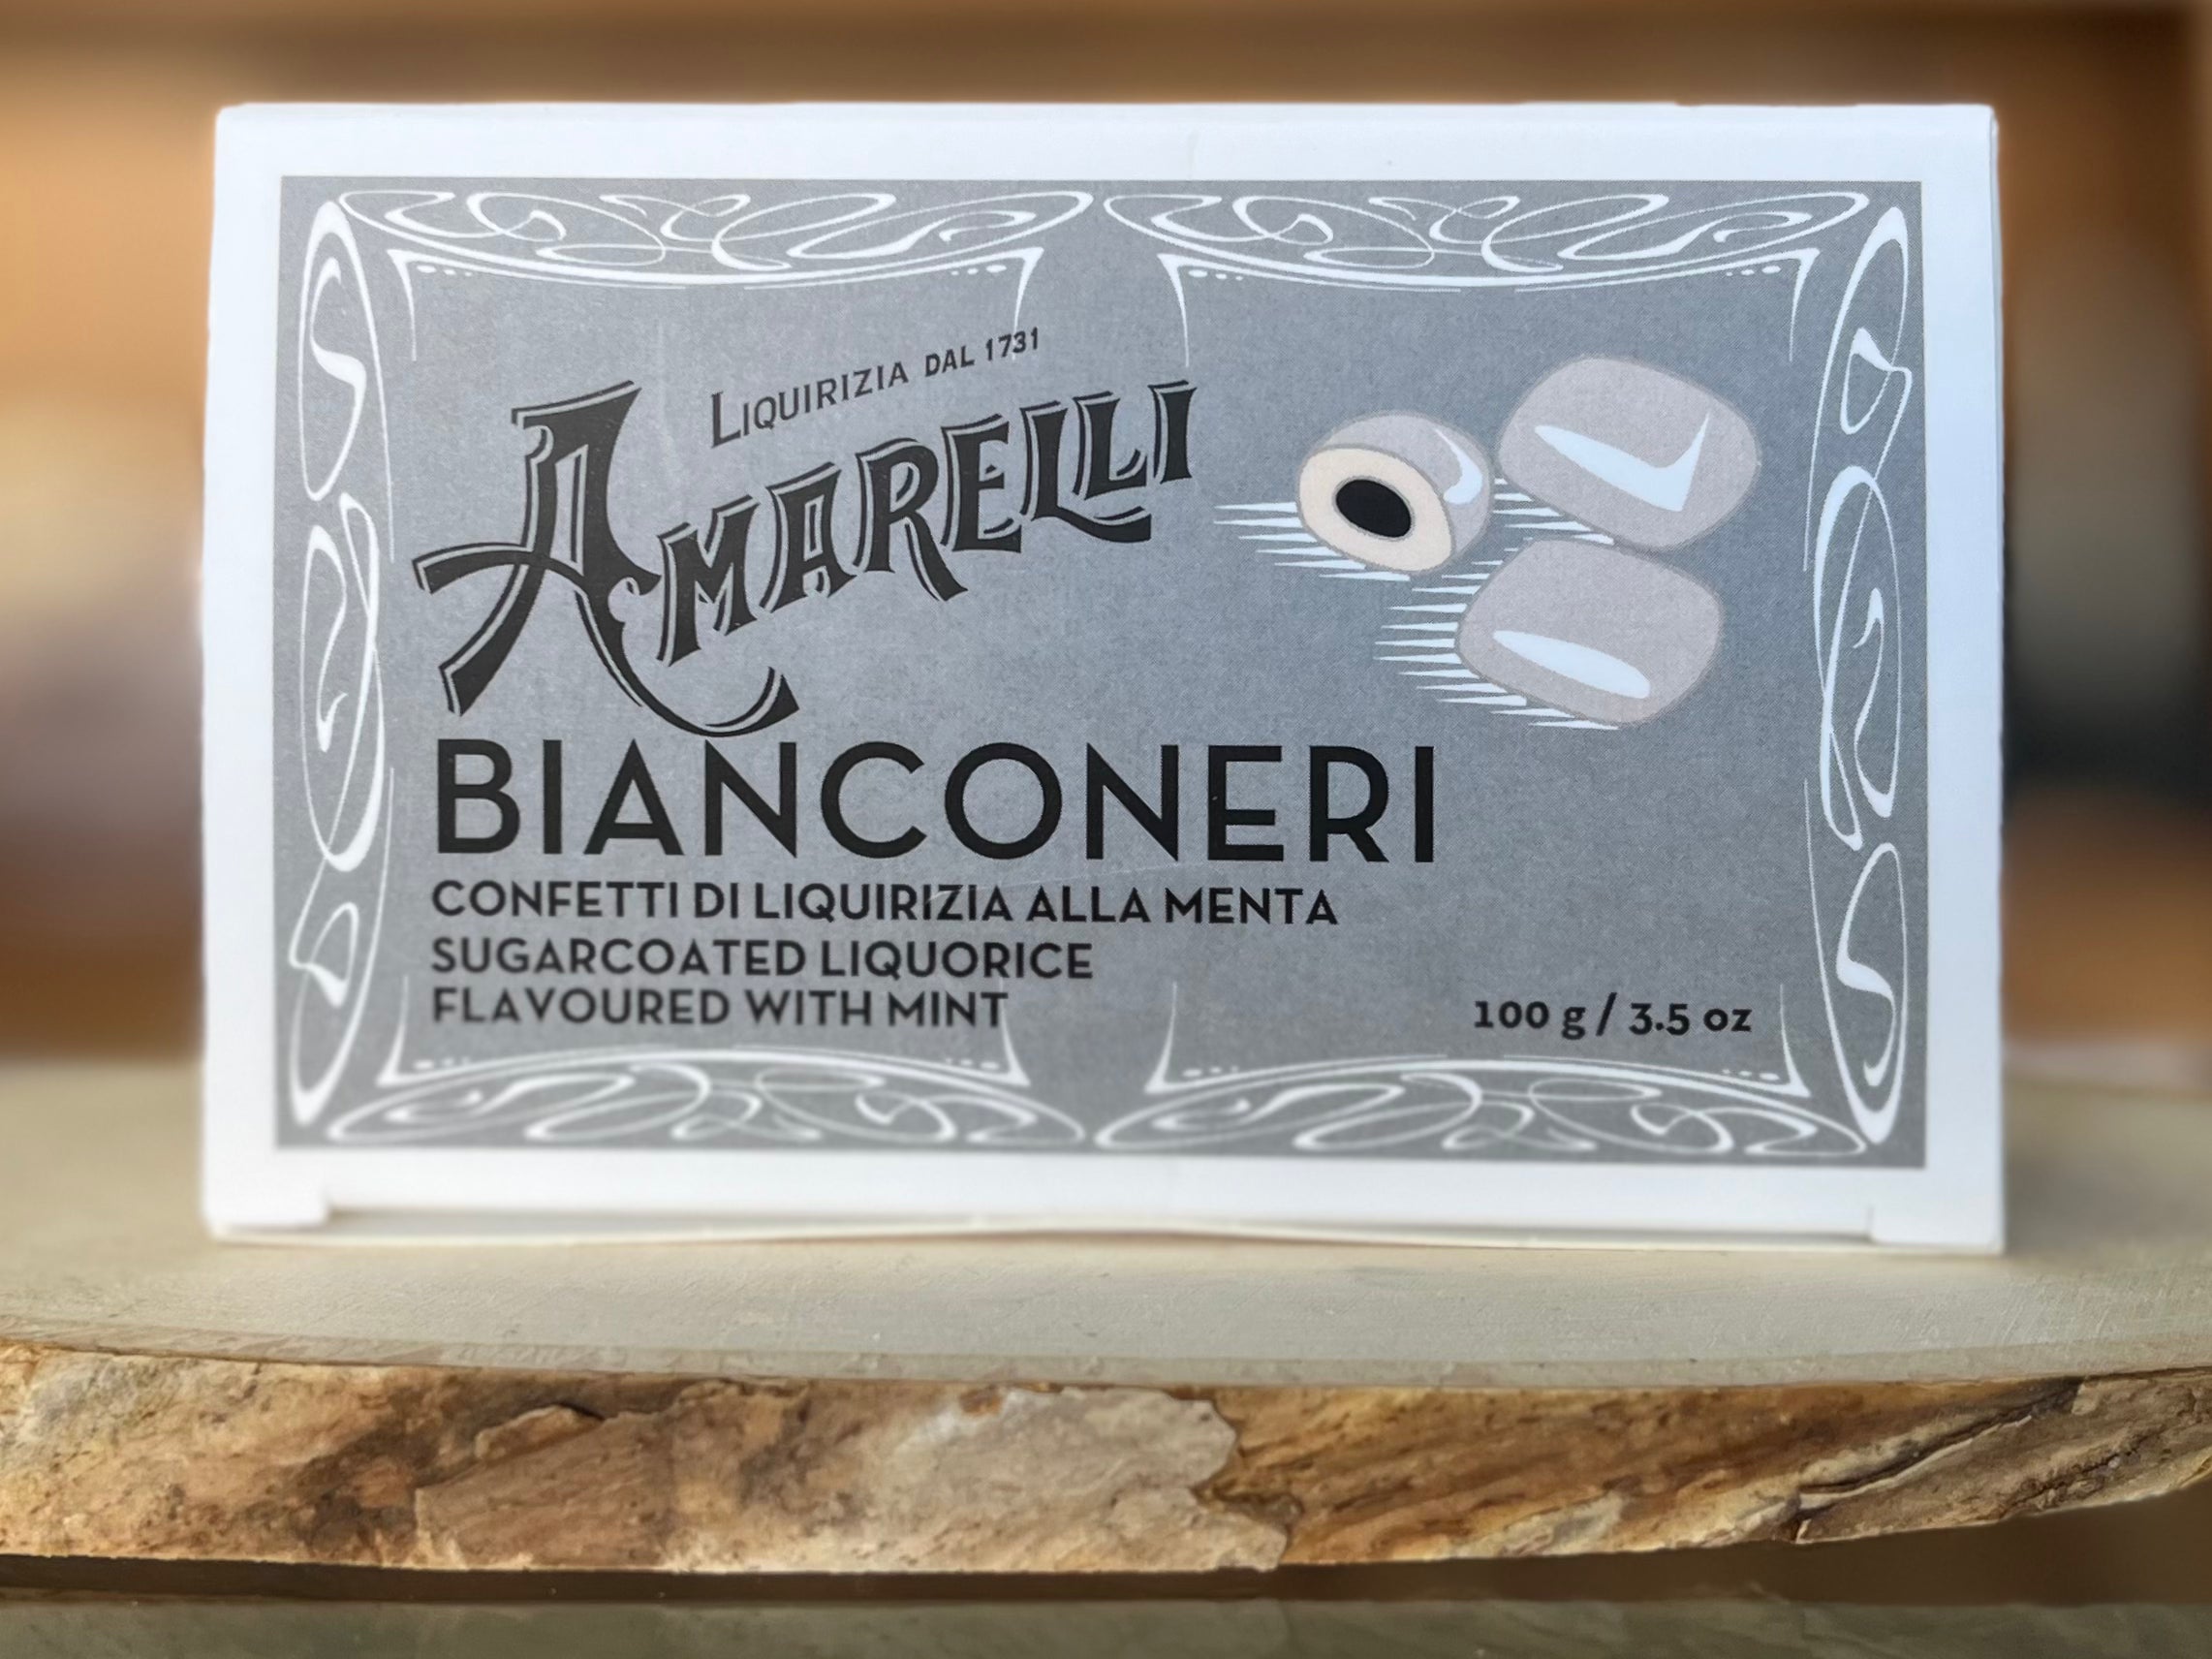 LIQUIRIZIA DAL 1731
AMARELLI
BIANCONERI
CONFETTI DI LIQUIRIZIA ALLA MENTA
SUGARCOATED LIQUORICE
FLAVOURED WITH MINT
100 g / 3.5 oz